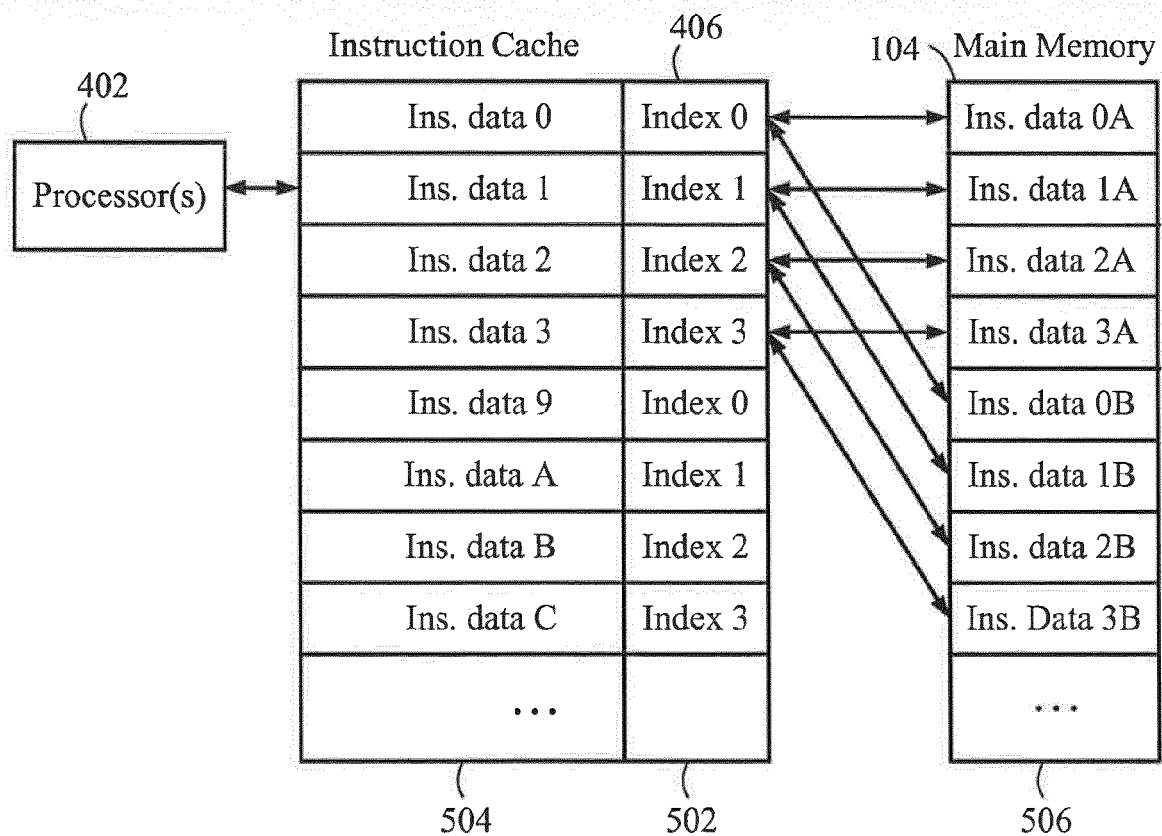 406
Instruction Cache
104
Main Memory
402
Processor(s)
Ins. data 0 Index 0 Ins. data 0A
Ins. data 1 Index 1 Ins. data 1A
Ins. data 2 Index 2 Ins. data 2A
Ins. data 3 Index 3 Ins. data 3A
Ins. data 9 Index 0 Ins. data 0B
Ins. data A Index 1 Ins. data 1B
Ins. data B Index 2 Ins. data 2B
Ins. data C Index 3 Ins. Data 3B
... ...
504 502 506